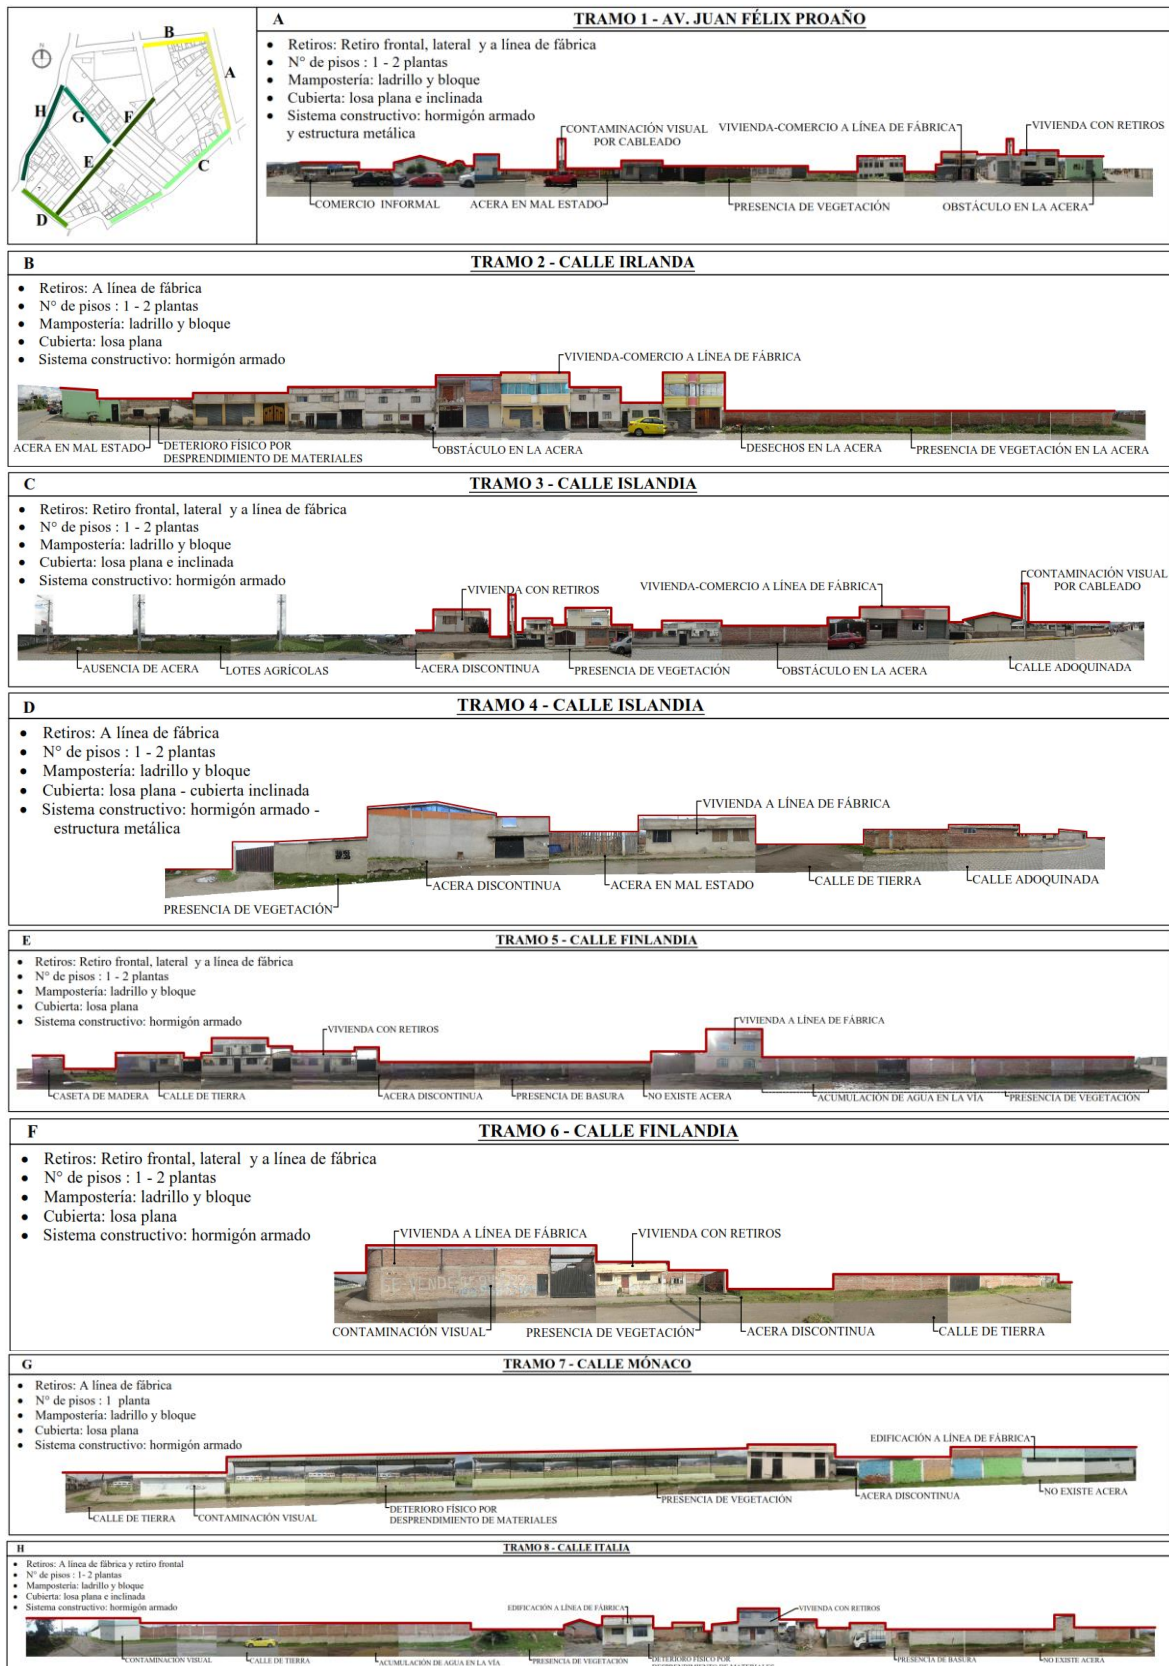 N
B
A
H
G
F
E
C
D
A
TRAMO 1 - AV. JUAN FÉLIX PROAÑO
• Retiros: Retiro frontal, lateral y a línea de fábrica
• N° de pisos : 1 - 2 plantas
• Mampostería: ladrillo y bloque
• Cubierta: losa plana e inclinada
• Sistema constructivo: hormigón armado
y estructura metálica
CONTAMINACIÓN VISUAL
POR CABLEADO
VIVIENDA-COMERCIO A LÍNEA DE FÁBRICA
VIVIENDA CON RETIROS
COMERCIO INFORMAL
ACERA EN MAL ESTADO
PRESENCIA DE VEGETACIÓN
OBSTÁCULO EN LA ACERA
B
TRAMO 2 - CALLE IRLANDA
• Retiros: A línea de fábrica
• N° de pisos : 1 - 2 plantas
• Mampostería: ladrillo y bloque
• Cubierta: losa plana
• Sistema constructivo: hormigón armado
VIVIENDA-COMERCIO A LÍNEA DE FÁBRICA
ACERA EN MAL ESTADO
DETERIORO FÍSICO POR
DESPRENDIMIENTO DE MATERIALES
OBSTÁCULO EN LA ACERA
DESECHOS EN LA ACERA
PRESENCIA DE VEGETACIÓN EN LA ACERA
C
TRAMO 3 - CALLE ISLANDIA
• Retiros: Retiro frontal, lateral y a línea de fábrica
• N° de pisos : 1 - 2 plantas
• Mampostería: ladrillo y bloque
• Cubierta: losa plana e inclinada
• Sistema constructivo: hormigón armado
VIVIENDA CON RETIROS
VIVIENDA-COMERCIO A LÍNEA DE FÁBRICA
CONTAMINACIÓN VISUAL
POR CABLEADO
AUSENCIA DE ACERA
LOTES AGRÍCOLAS
ACERA DISCONTINUA
PRESENCIA DE VEGETACIÓN
OBSTÁCULO EN LA ACERA
CALLE ADOQUINADA
D
TRAMO 4 - CALLE ISLANDIA
• Retiros: A línea de fábrica
• N° de pisos : 1 - 2 plantas
• Mampostería: ladrillo y bloque
• Cubierta: losa plana - cubierta inclinada
• Sistema constructivo: hormigón armado -
estructura metálica
VIVIENDA A LÍNEA DE FÁBRICA
PRESENCIA DE VEGETACIÓN
ACERA DISCONTINUA
ACERA EN MAL ESTADO
CALLE DE TIERRA
CALLE ADOQUINADA
E
TRAMO 5 - CALLE FINLANDIA
• Retiros: Retiro frontal, lateral y a línea de fábrica
• N° de pisos : 1 - 2 plantas
• Mampostería: ladrillo y bloque
• Cubierta: losa plana
• Sistema constructivo: hormigón armado
VIVIENDA CON RETIROS
VIVIENDA A LÍNEA DE FÁBRICA
CASETA DE MADERA
CALLE DE TIERRA
ACERA DISCONTINUA
PRESENCIA DE BASURA
NO EXISTE ACERA
ACUMULACIÓN DE AGUA EN LA VÍA
PRESENCIA DE VEGETACIÓN
F
TRAMO 6 - CALLE FINLANDIA
• Retiros: Retiro frontal, lateral y a línea de fábrica
• N° de pisos : 1 - 2 plantas
• Mampostería: ladrillo y bloque
• Cubierta: losa plana
• Sistema constructivo: hormigón armado
VIVIENDA A LÍNEA DE FÁBRICA
VIVIENDA CON RETIROS
SE VENDE
CONTAMINACIÓN VISUAL
PRESENCIA DE VEGETACIÓN
ACERA DISCONTINUA
CALLE DE TIERRA
G
TRAMO 7 - CALLE MÓNACO
• Retiros: A línea de fábrica
• N° de pisos : 1 planta
• Mampostería: ladrillo y bloque
• Cubierta: losa plana
• Sistema constructivo: hormigón armado
EDIFICACIÓN A LÍNEA DE FÁBRICA
CALLE DE TIERRA
CONTAMINACIÓN VISUAL
DETERIORO FÍSICO POR
DESPRENDIMIENTO DE MATERIALES
PRESENCIA DE VEGETACIÓN
ACERA DISCONTINUA
NO EXISTE ACERA
H
TRAMO 8 - CALLE ITALIA
• Retiros: A línea de fábrica y retiro frontal
• N° de pisos : 1- 2 plantas
• Mampostería: ladrillo y bloque
• Cubierta: losa plana e inclinada
• Sistema constructivo: hormigón armado
EDIFICACIÓN A LÍNEA DE FÁBRICA
VIVIENDA CON RETIROS
CONTAMINACIÓN VISUAL
CALLE DE TIERRA
ACUMULACIÓN DE AGUA EN LA VÍA
PRESENCIA DE VEGETACIÓN
DETERIORO FÍSICO POR
DESPRENDIMIENTO DE MATERIALES
PRESENCIA DE BASURA
NO EXISTE ACERA